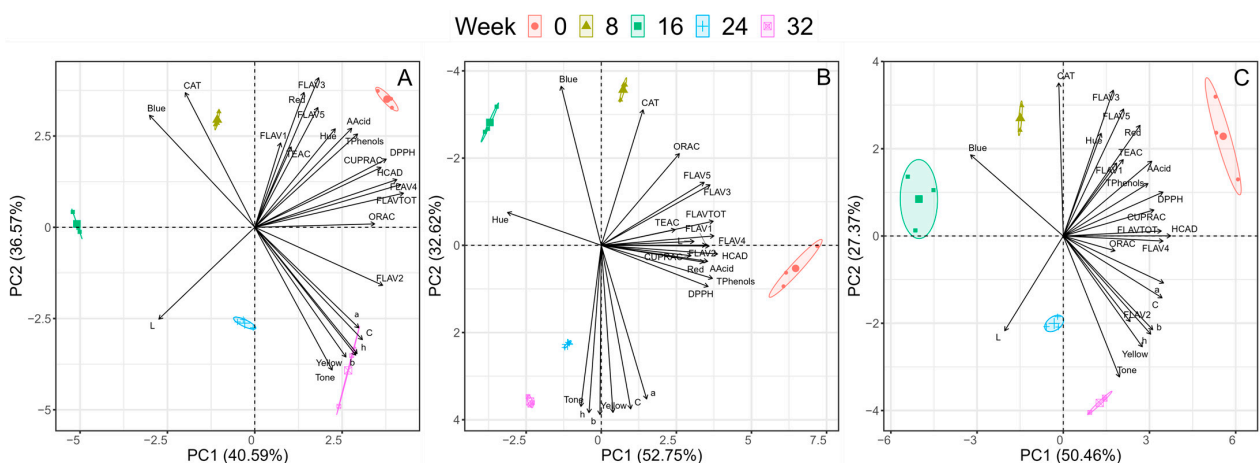 Week 0 8 16 24 32
A
CAT
Blue
FLAV3
Red
FLAV5
AAcid
Hue
TPhenols
FLAV1
TEAC
DPPH
CUPRAC
HCAD
FLAV4
FLAVTOT
ORAC
FLAV2
L
a
C
h
Yellow
b
Tone
2.5
0
−2.5
−5
−5
−2.5
0
2.5
PC2 (36.57%)
PC1 (40.59%)
B
Blue
CAT
ORAC
FLAV5
FLAV3
Hue
FLAVTOT
TEAC
FLAV1
L
FLAV4
FLAV2
CUPRAC
HCAD
Red
AAcid
TPhenols
DPPH
Tone
Yellow
C
a
h
b
−4
−2
0
2
4
−2.5
0
2.5
5.0
7.5
PC2 (32.62%)
PC1 (52.75%)
C
CAT
FLAV3
FLAV5
Red
Hue
Blue
TEAC
FLAV1
AAcid
TPhenols
DPPH
CUPRAC
FLAVTOT
HCAD
ORAC
FLAV4
a
C
FLAV2
b
h
L
Yellow
Tone
4
2
0
−2
−4
−6
−3
0
3
6
PC2 (27.37%)
PC1 (50.46%)